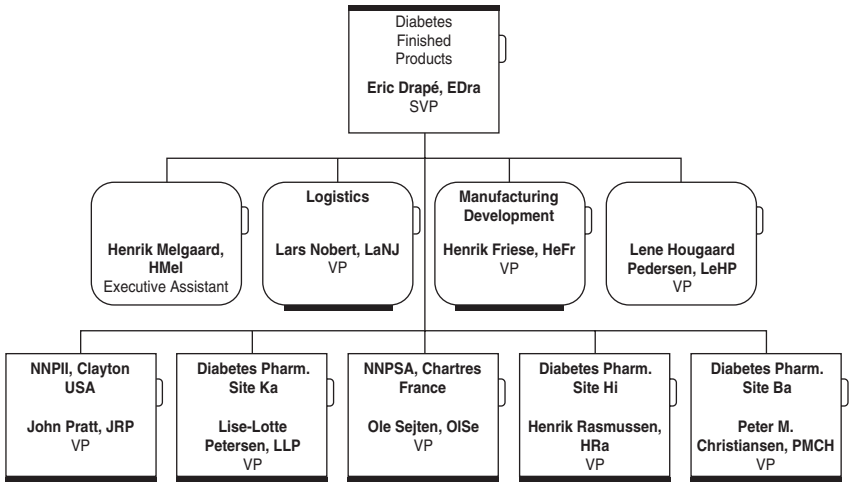 Diabetes
Finished
Products
Eric Drapé, EDra
SVP
Henrik Melgaard,
HMel
Executive Assistant
Logistics
Lars Nobert, LaNJ
VP
Manufacturing
Development
Henrik Friese, HeFr
VP
Lene Hougaard
Pedersen, LeHP
VP
NNPII, Clayton
USA
John Pratt, JRP
VP
Diabetes Pharm.
Site Ka
Lise-Lotte
Petersen, LLP
VP
NNPSA, Chartres
France
Ole Sejten, OlSe
VP
Diabetes Pharm.
Site Hi
Henrik Rasmussen,
HRa
VP
Diabetes Pharm.
Site Ba
Peter M.
Christiansen, PMCH
VP